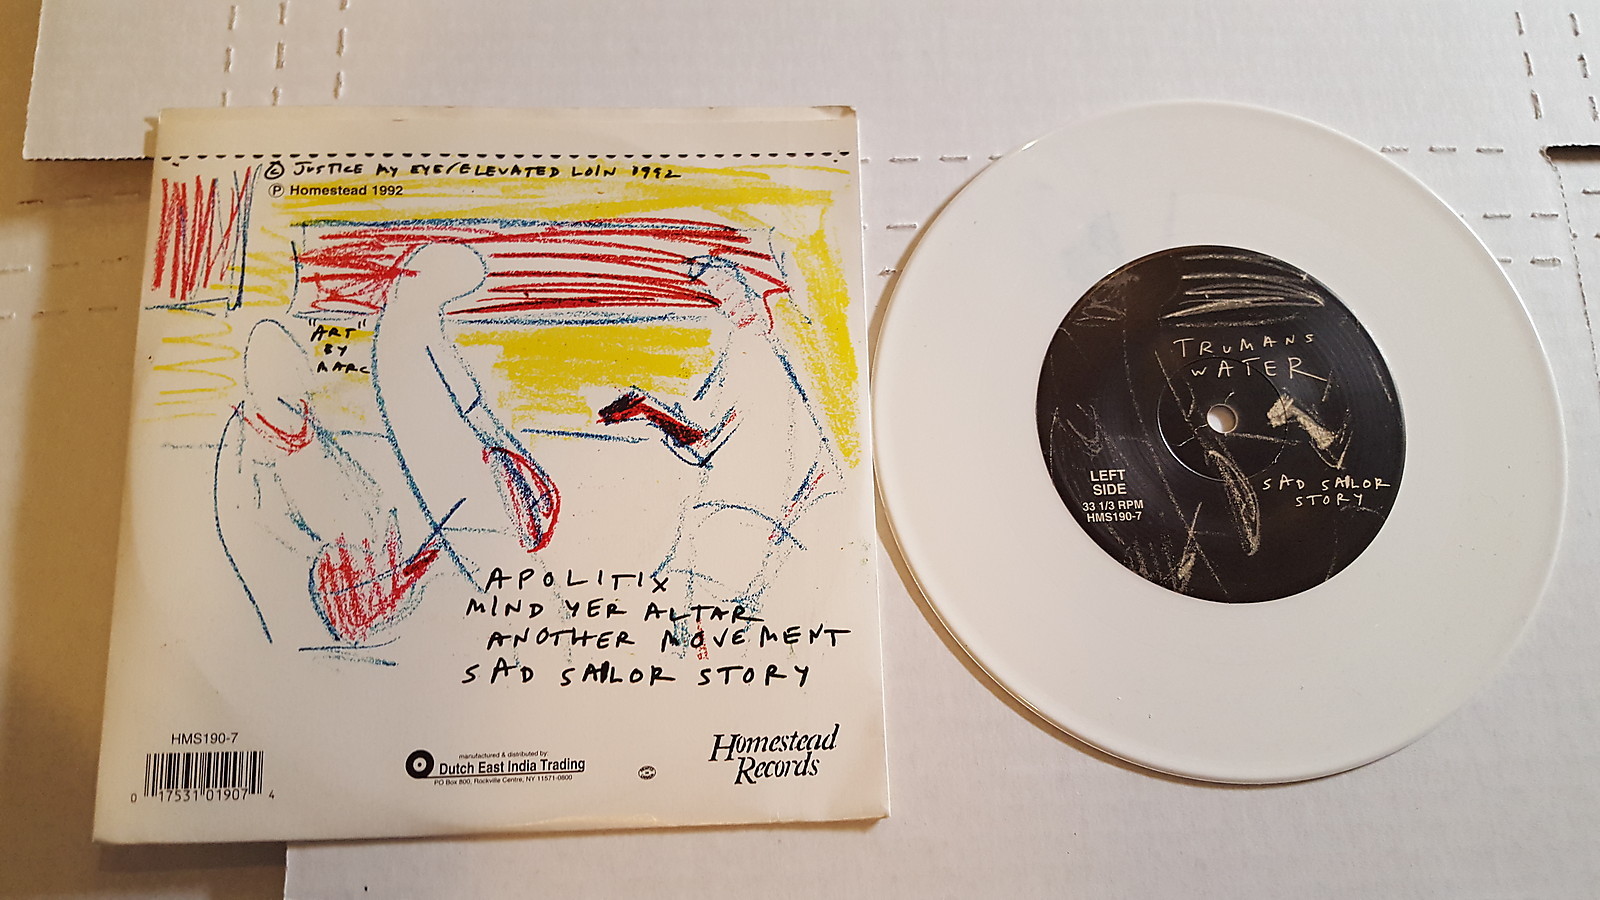 © JUSTICE MY EYE/ELEVATED LOIN 1992
℗ Homestead 1992
"ART"
BY
MARC
APOLITIX
MIND YER ALTAR
ANOTHER MOVEMENT
SAD SAILOR STORY
HMS190-7
0 17531 01907 4
manufactured & distributed by:
Dutch East India Trading
PO Box 800, Rockville Centre, NY 11571-0800
Homestead
Records
TRUMANS
WATER
LEFT
SIDE
33 1/3 RPM
HMS190-7
SAD SAILOR
STORY